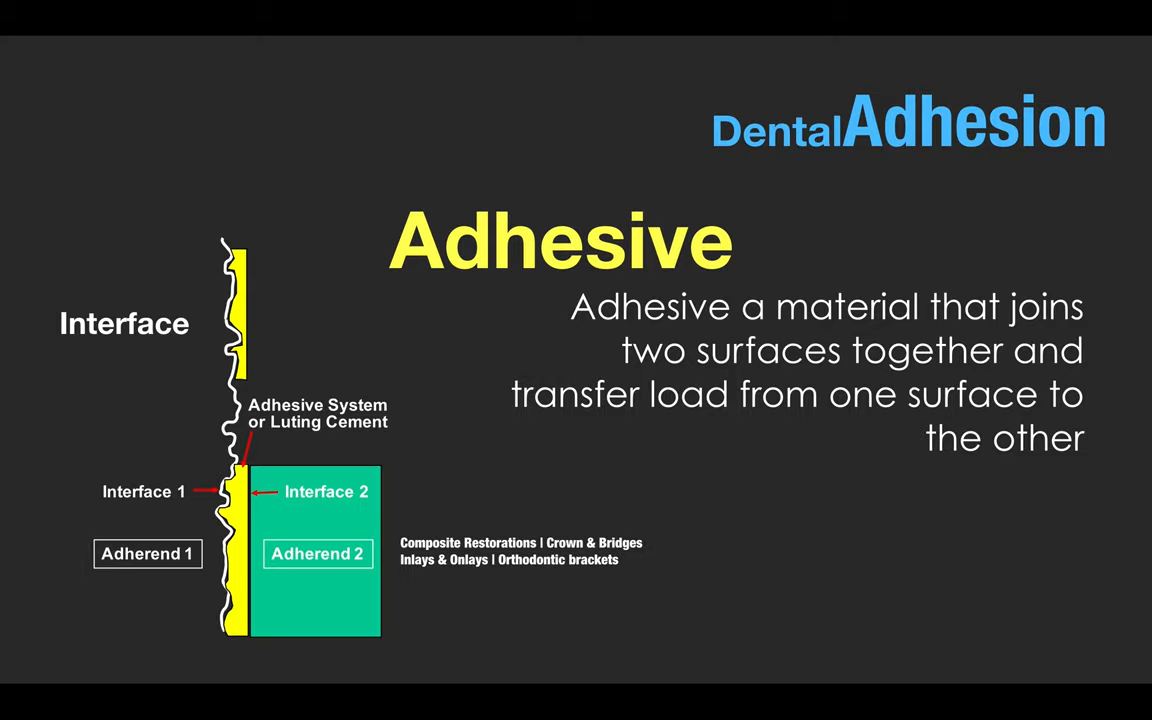 DentalAdhesion
Adhesive
Adhesive a material that joins
two surfaces together and
transfer load from one surface to
the other
Interface
Adhesive System
or Luting Cement
Interface 1
Interface 2
Adherend 1
Adherend 2
Composite Restorations | Crown & Bridges
Inlays & Onlays | Orthodontic brackets